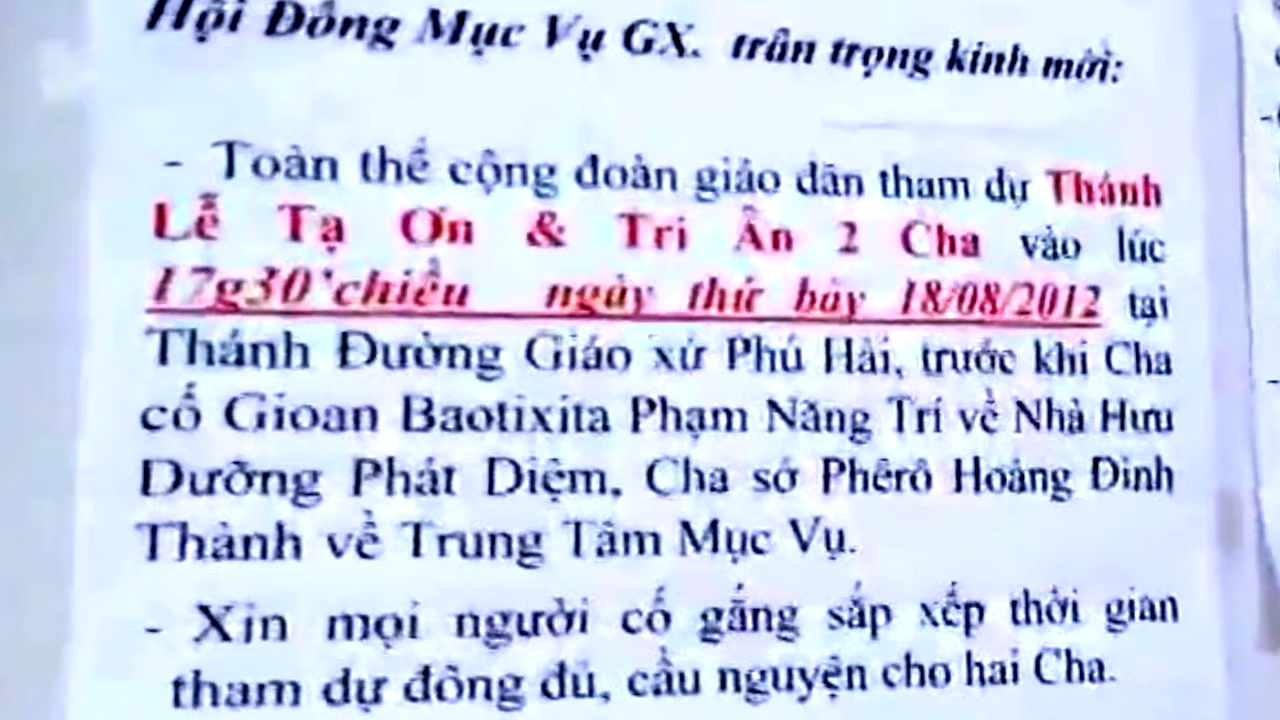 Hội Đồng Mục Vụ GX. trân trọng kính mời:
- Toàn thể cộng đoàn giáo dân tham dự Thánh
Lễ Tạ Ơn & Tri Ân 2 Cha vào lúc
17g30'chiều ngày thứ bảy 18/08/2012 tại
Thánh Đường Giáo xứ Phú Hải, trước khi Cha
cố Gioan Baotixita Phạm Năng Trí về Nhà Hưu
Dưỡng Phát Diệm, Cha sở Phêrô Hoàng Đình
Thành về Trung Tâm Mục Vụ.
- Xin mọi người cố gắng sắp xếp thời gian
tham dự đông đủ, cầu nguyện cho hai Cha.